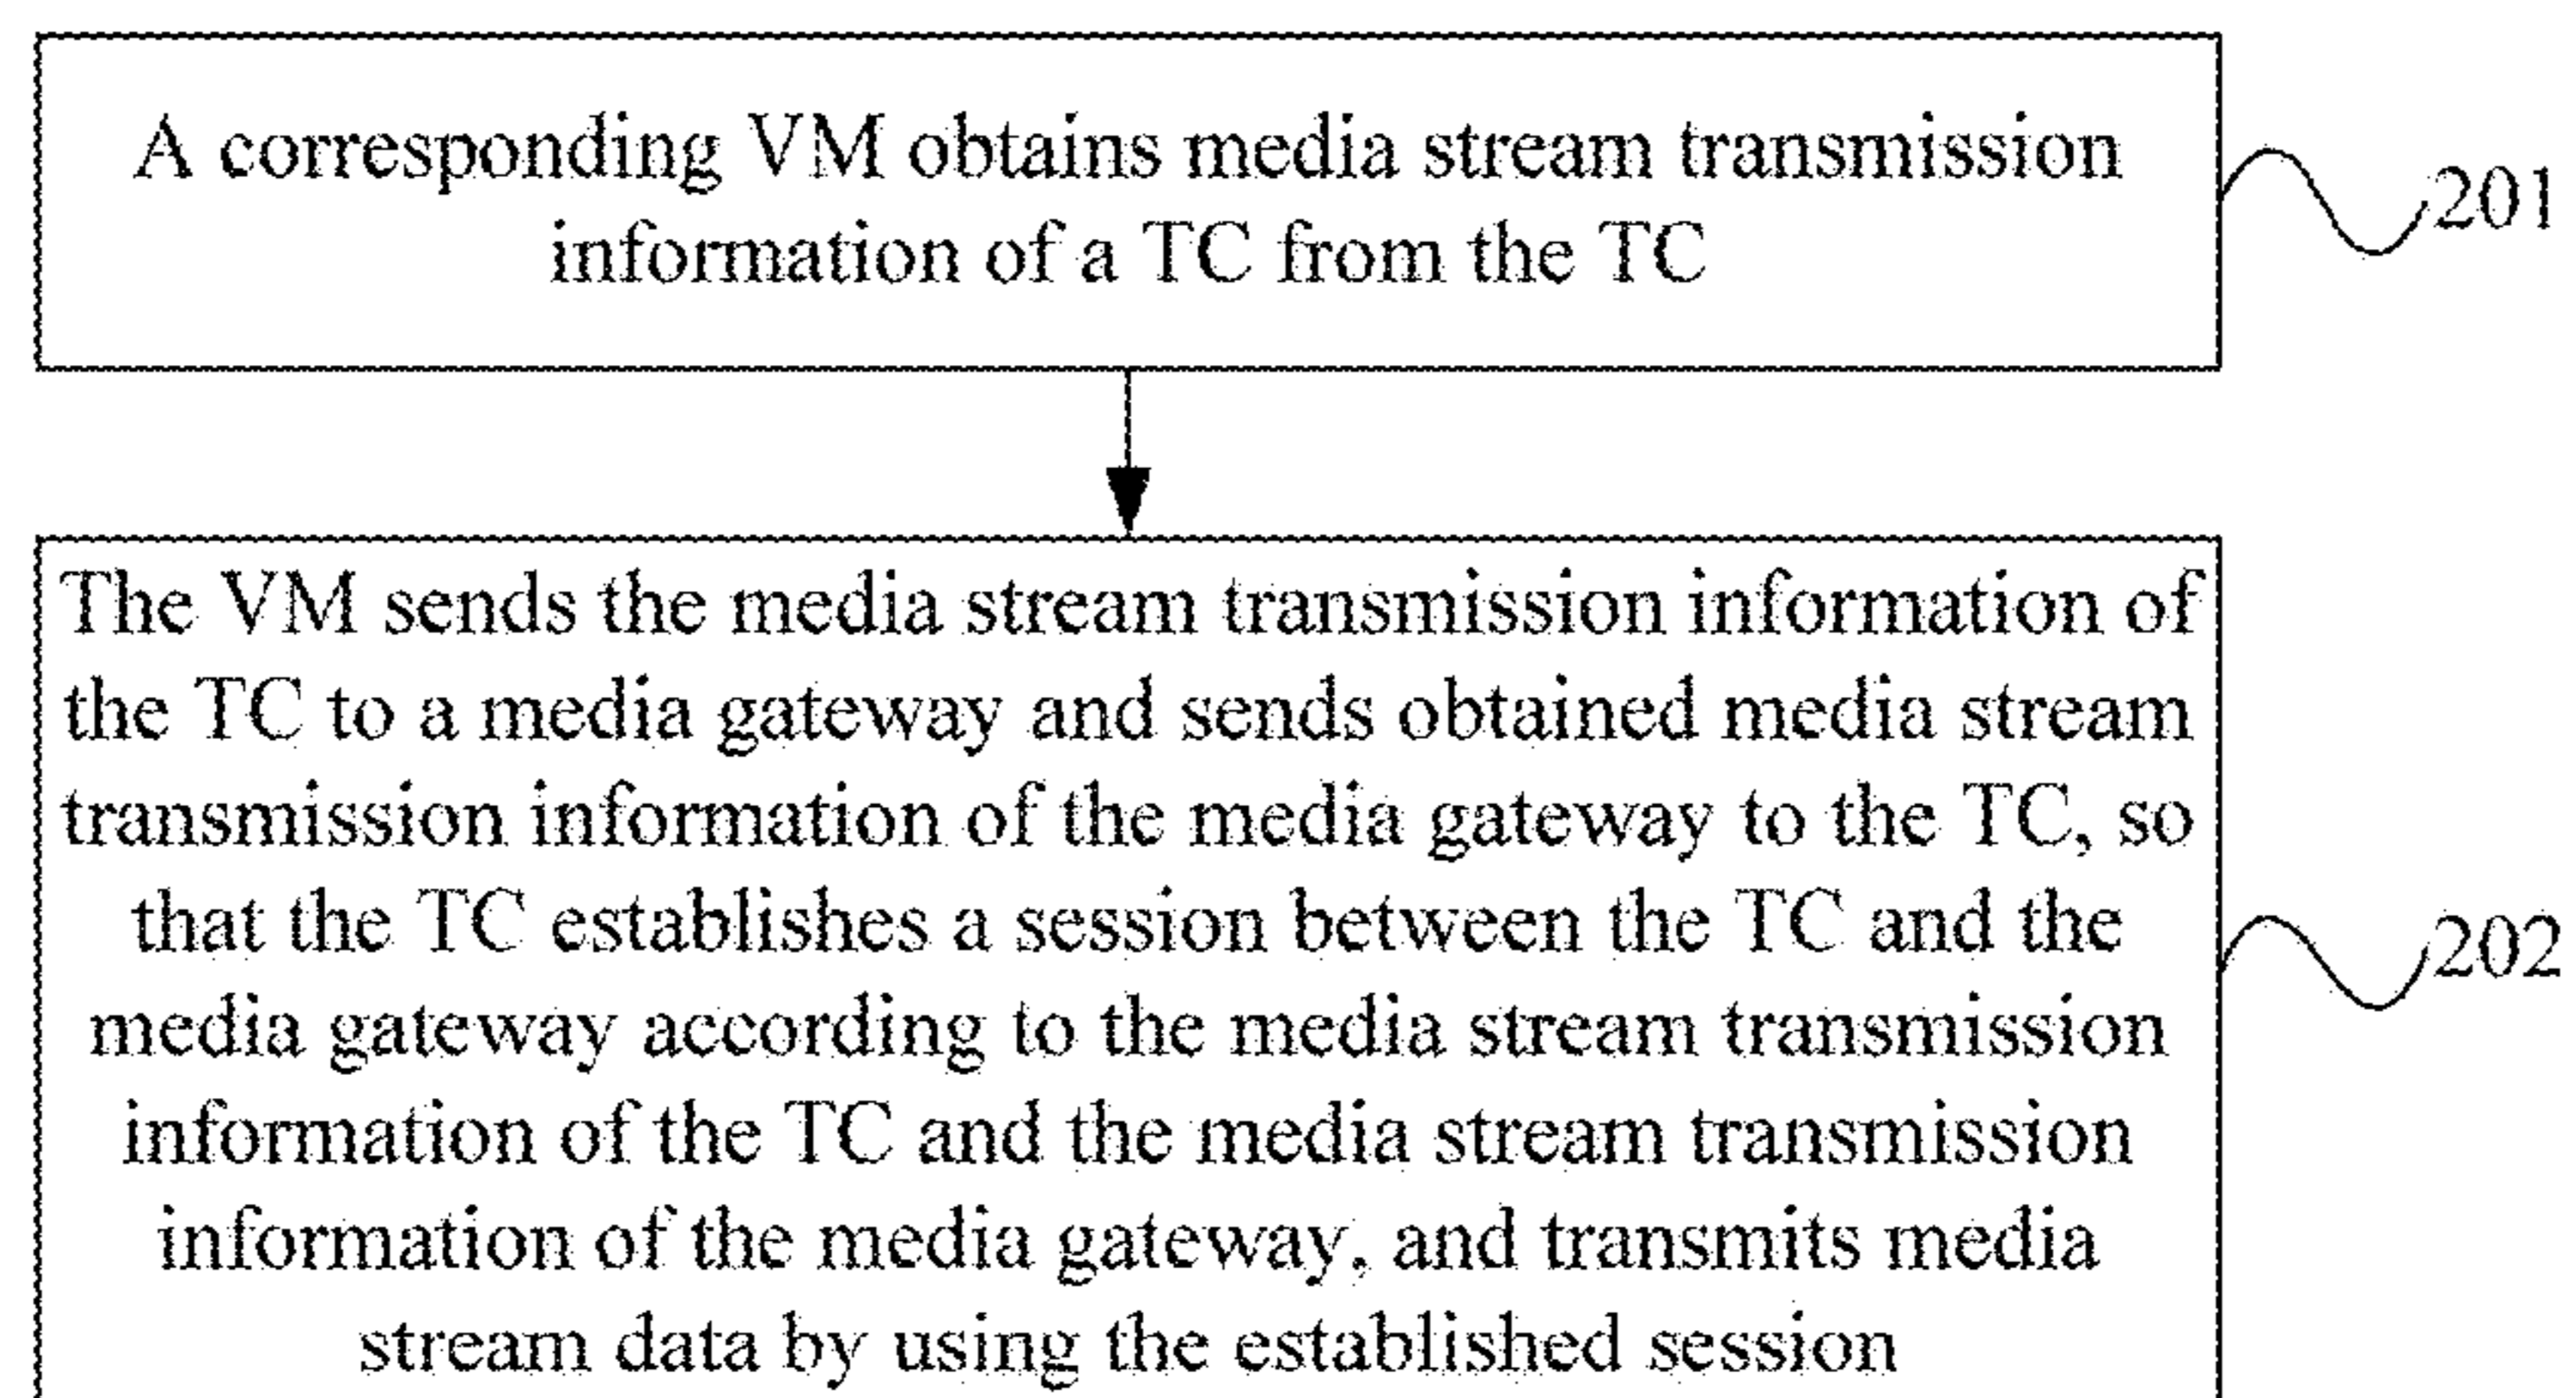 A corresponding VM obtains media stream transmission
information of a TC from the TC
201
The VM sends the media stream transmission information of
the TC to a media gateway and sends obtained media stream
transmission information of the media gateway to the TC, so
that the TC establishes a session between the TC and the
media gateway according to the media stream transmission
information of the TC and the media stream transmission
information of the media gateway, and transmits media
stream data by using the established session
202